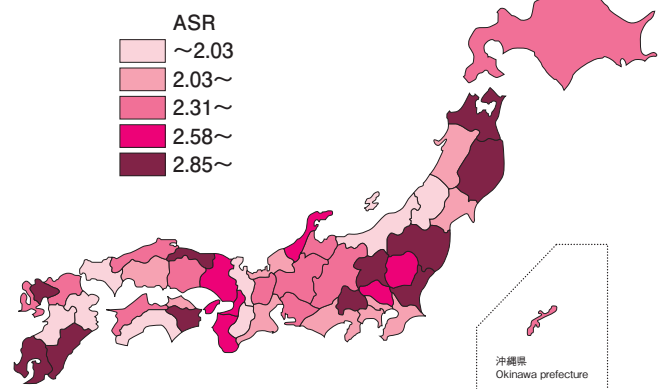 ASR
～2.03
2.03～
2.31～
2.58～
2.85～
沖縄県
Okinawa prefecture